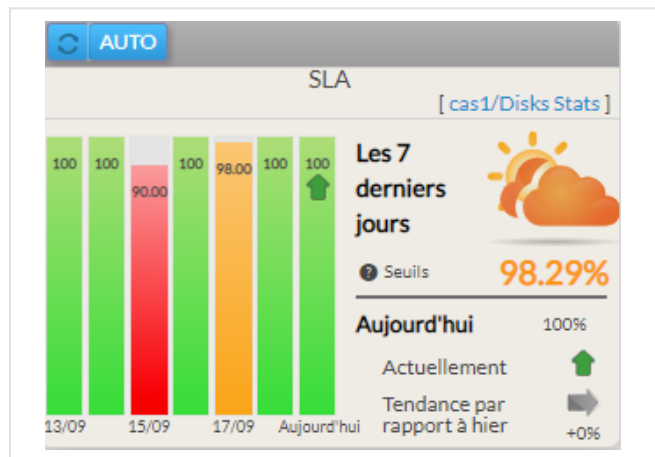 AUTO
SLA
[ cas1/Disks Stats ]
100 100 90.00 100 98.00 100 100
13/09 15/09 17/09 Aujourd'hui
Les 7
derniers
jours
? Seuils 98.29%
Aujourd'hui 100%
Actuellement
Tendance par
rapport à hier +0%